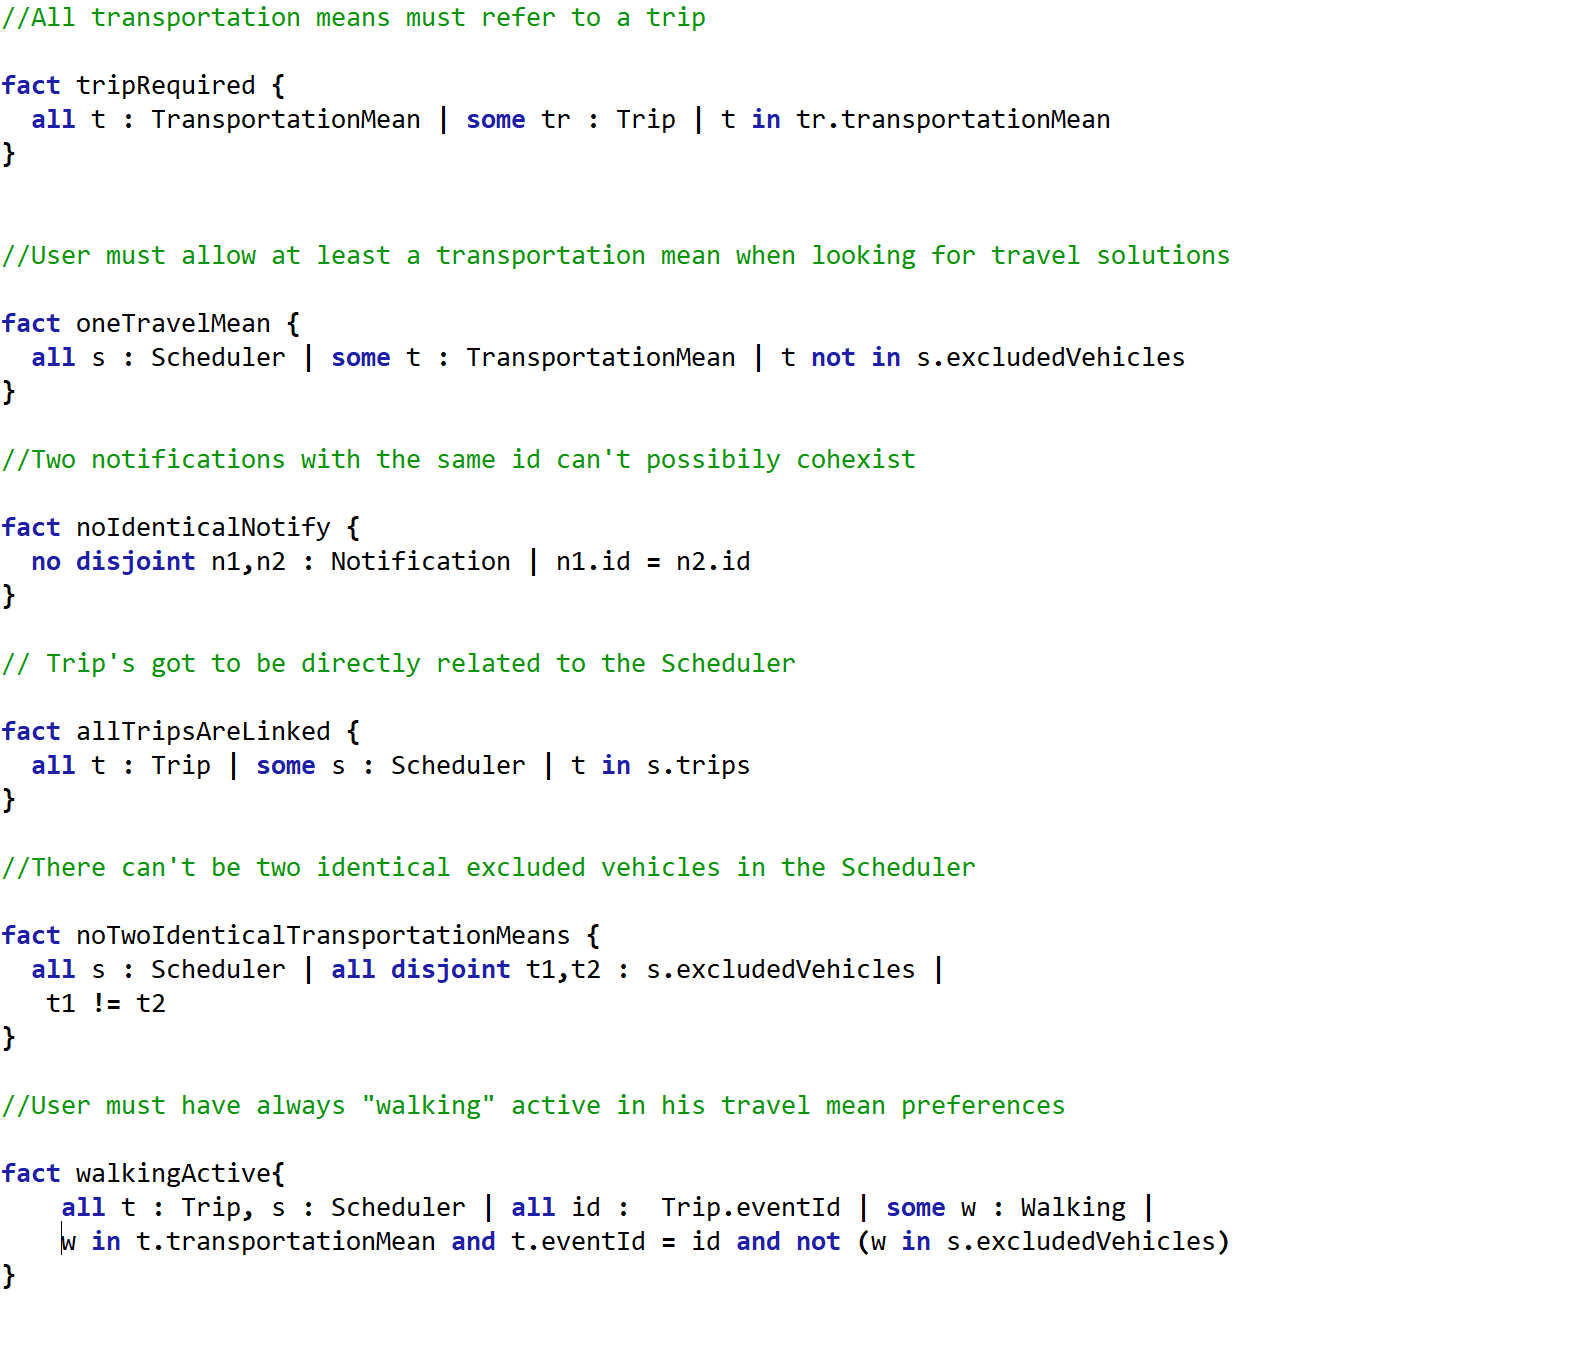 //All transportation means must refer to a trip
fact tripRequired {
  all t : TransportationMean | some tr : Trip | t in tr.transportationMean
}
//User must allow at least a transportation mean when looking for travel solutions
fact oneTravelMean {
  all s : Scheduler | some t : TransportationMean | t not in s.excludedVehicles
}
//Two notifications with the same id can't possibily cohexist
fact noIdenticalNotify {
  no disjoint n1,n2 : Notification | n1.id = n2.id
}
// Trip's got to be directly related to the Scheduler
fact allTripsAreLinked {
  all t : Trip | some s : Scheduler | t in s.trips
}
//There can't be two identical excluded vehicles in the Scheduler
fact noTwoIdenticalTransportationMeans {
  all s : Scheduler | all disjoint t1,t2 : s.excludedVehicles |
   t1 != t2
}
//User must have always "walking" active in his travel mean preferences
fact walkingActive{
    all t : Trip, s : Scheduler | all id :  Trip.eventId | some w : Walking |
    w in t.transportationMean and t.eventId = id and not (w in s.excludedVehicles)
}